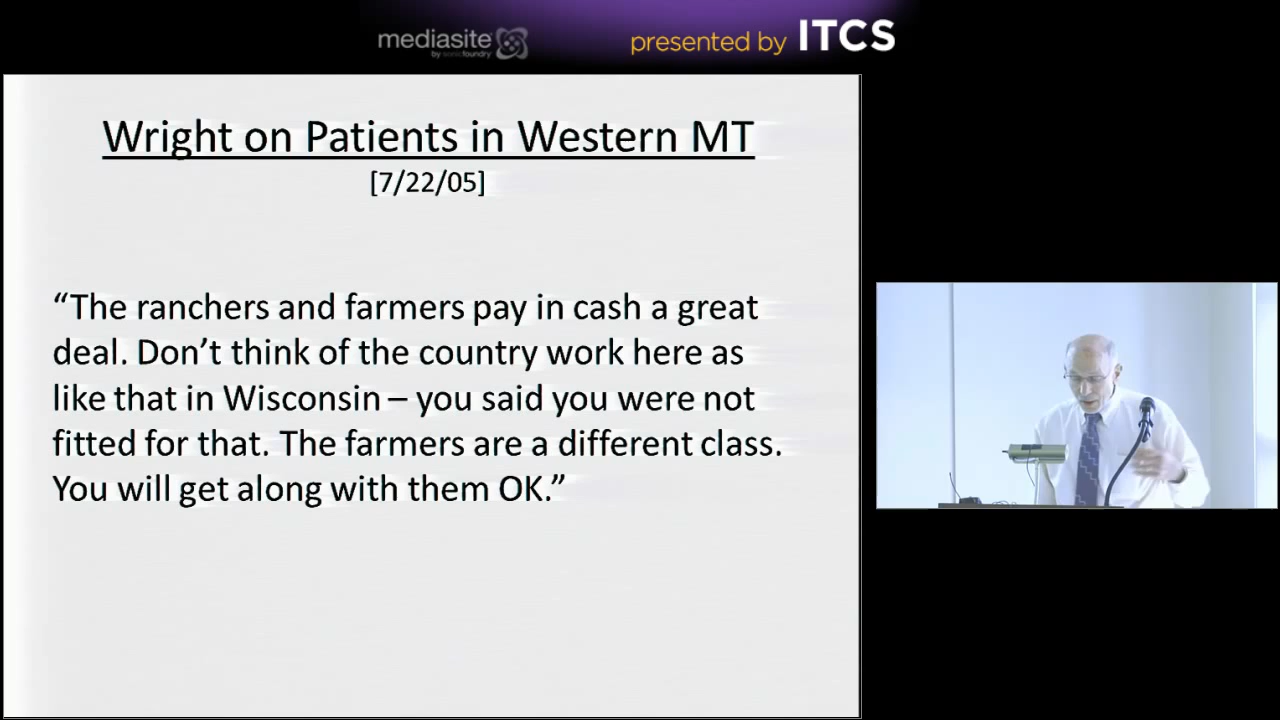 mediasite
by sonicfoundry
presented by ITCS
Wright on Patients in Western MT
[7/22/05]
“The ranchers and farmers pay in cash a great
deal. Don’t think of the country work here as
like that in Wisconsin – you said you were not
fitted for that. The farmers are a different class.
You will get along with them OK.”